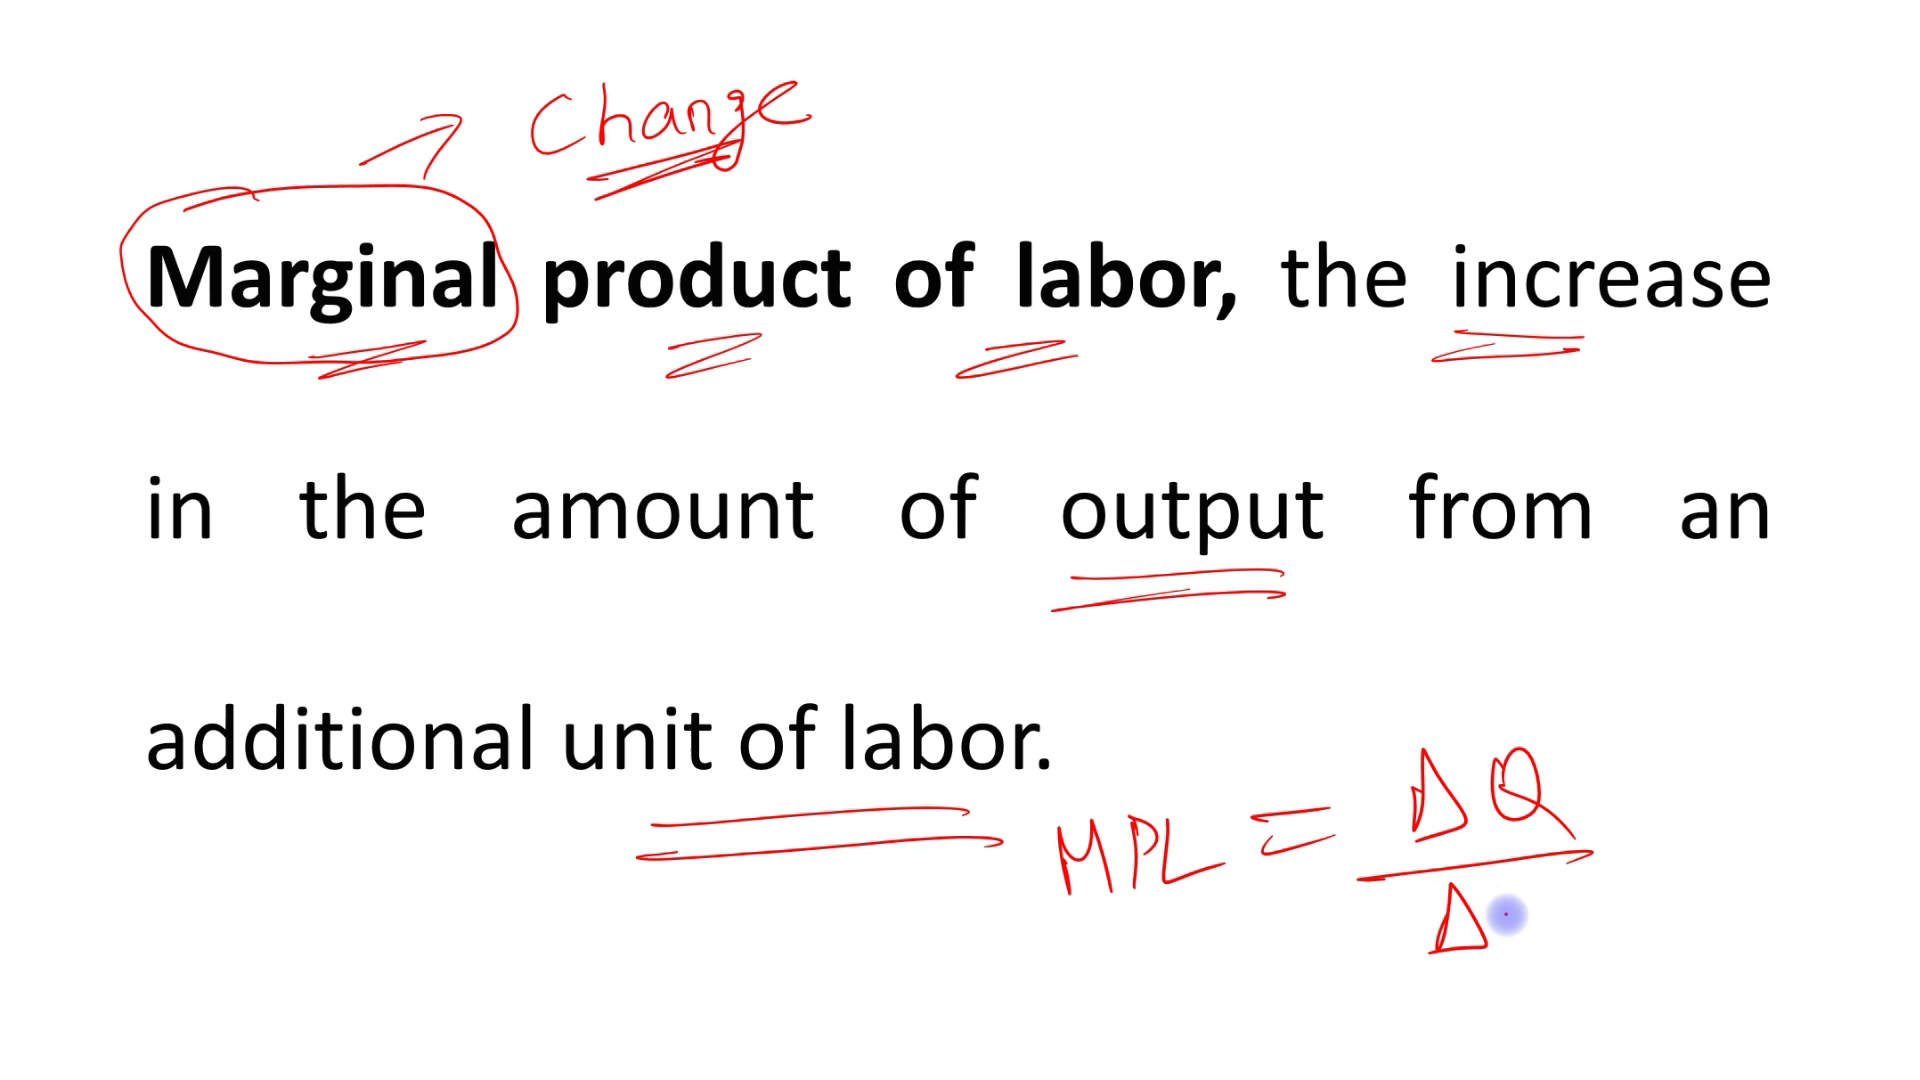 Change
Marginal product of labor, the increase
in the amount of output from an
additional unit of labor.
MPL = ΔQ
Δ